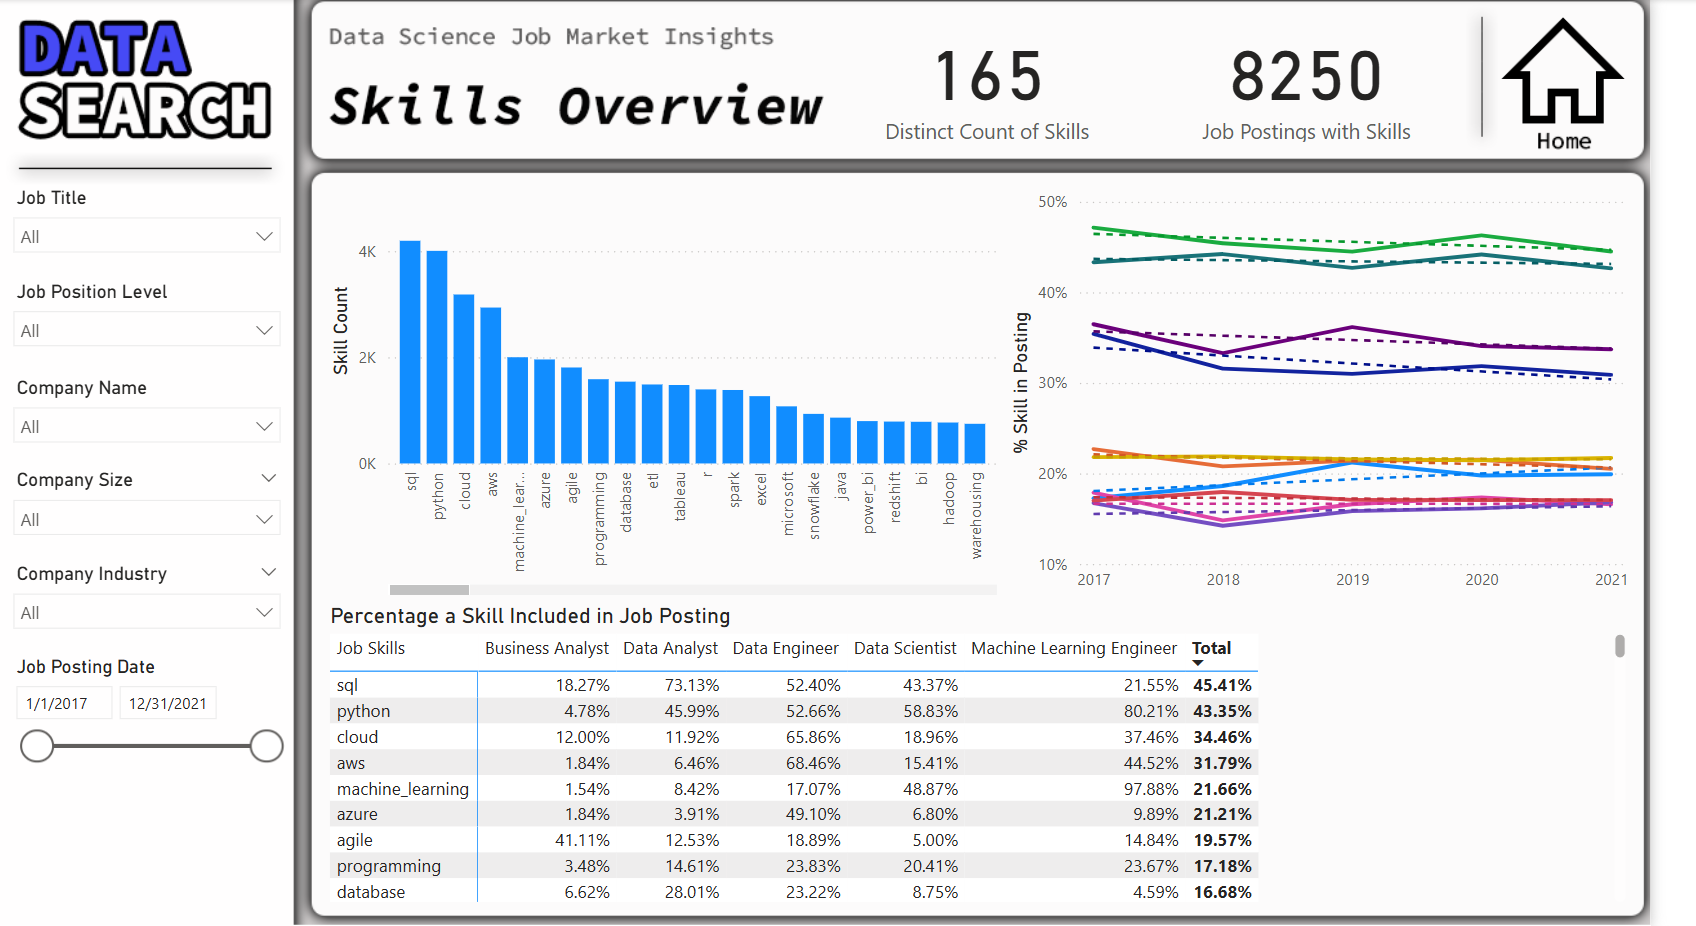 DATA
SEARCH
Job Title
All
Job Position Level
All
Company Name
All
Company Size
All
Company Industry
All
Job Posting Date
1/1/2017 12/31/2021
Data Science Job Market Insights
Skills Overview
165
Distinct Count of Skills
8250
Job Postings with Skills
Home
Skill Count
4K
2K
0K
sql
python
cloud
aws
machine_lear...
azure
agile
programming
database
etl
tableau
r
spark
excel
microsoft
snowflake
java
power_bi
redshift
bi
hadoop
warehousing
% Skill in Posting
50%
40%
30%
20%
10%
2017 2018 2019 2020 2021
Percentage a Skill Included in Job Posting
Job Skills Business Analyst Data Analyst Data Engineer Data Scientist Machine Learning Engineer Total
sql 18.27% 73.13% 52.40% 43.37% 21.55% 45.41%
python 4.78% 45.99% 52.66% 58.83% 80.21% 43.35%
cloud 12.00% 11.92% 65.86% 18.96% 37.46% 34.46%
aws 1.84% 6.46% 68.46% 15.41% 44.52% 31.79%
machine_learning 1.54% 8.42% 17.07% 48.87% 97.88% 21.66%
azure 1.84% 3.91% 49.10% 6.80% 9.89% 21.21%
agile 41.11% 12.53% 18.89% 5.00% 14.84% 19.57%
programming 3.48% 14.61% 23.83% 20.41% 23.67% 17.18%
database 6.62% 28.01% 23.22% 8.75% 4.59% 16.68%